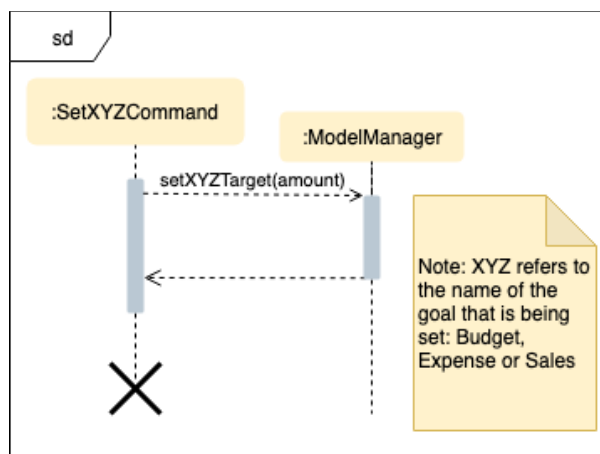 sd
:SetXYZCommand
:ModelManager
setXYZTarget(amount)
Note: XYZ refers to
the name of the
goal that is being
set: Budget,
Expense or Sales